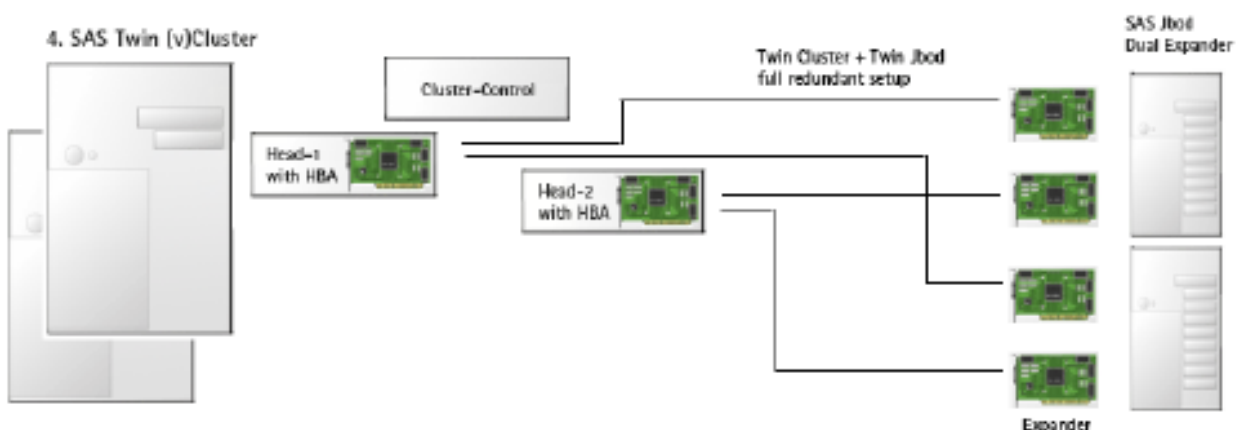 4. SAS Twin (v)Cluster
Cluster-Control
Head-1
with HBA
Head-2
with HBA
Twin Cluster + Twin Jbod
full redundant setup
SAS Jbod
Dual Expander
Expander